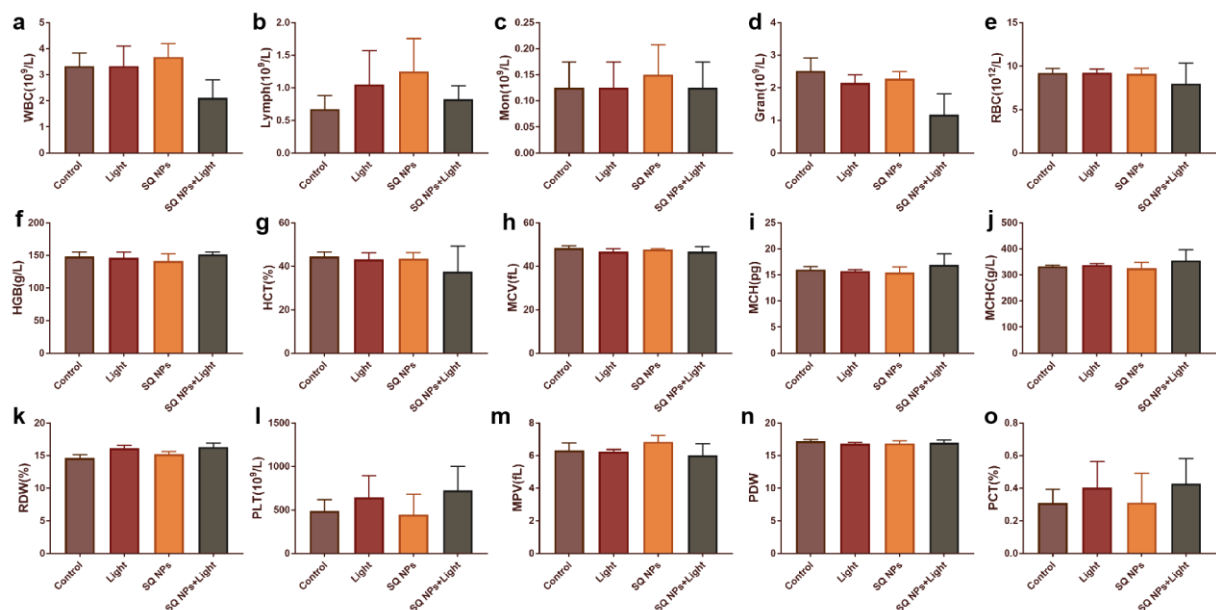 a
WBC(10⁹/L)
5
4
3
2
1
0
Control
Light
SQ NPs
SQ NPs+Light
b
Lymph(10⁹/L)
2.0
1.5
1.0
0.5
0.0
Control
Light
SQ NPs
SQ NPs+Light
c
Mon(10⁹/L)
0.25
0.20
0.15
0.10
0.05
0.00
Control
Light
SQ NPs
SQ NPs+Light
d
Gran(10⁹/L)
4
3
2
1
0
Control
Light
SQ NPs
SQ NPs+Light
e
RBC(10¹²/L)
15
10
5
0
Control
Light
SQ NPs
SQ NPs+Light
f
HGB(g/L)
200
150
100
50
0
Control
Light
SQ NPs
SQ NPs+Light
g
HCT(%)
60
40
20
0
Control
Light
SQ NPs
SQ NPs+Light
h
MCV(fL)
60
40
20
0
Control
Light
SQ NPs
SQ NPs+Light
i
MCH(pg)
25
20
15
10
5
0
Control
Light
SQ NPs
SQ NPs+Light
j
MCHC(g/L)
500
400
300
200
100
0
Control
Light
SQ NPs
SQ NPs+Light
k
RDW(%)
20
15
10
5
0
Control
Light
SQ NPs
SQ NPs+Light
l
PLT(10⁹/L)
1500
1000
500
0
Control
Light
SQ NPs
SQ NPs+Light
m
MPV(fL)
8
6
4
2
0
Control
Light
SQ NPs
SQ NPs+Light
n
PDW
20
15
10
5
0
Control
Light
SQ NPs
SQ NPs+Light
o
PCT(%)
0.8
0.6
0.4
0.2
0.0
Control
Light
SQ NPs
SQ NPs+Light